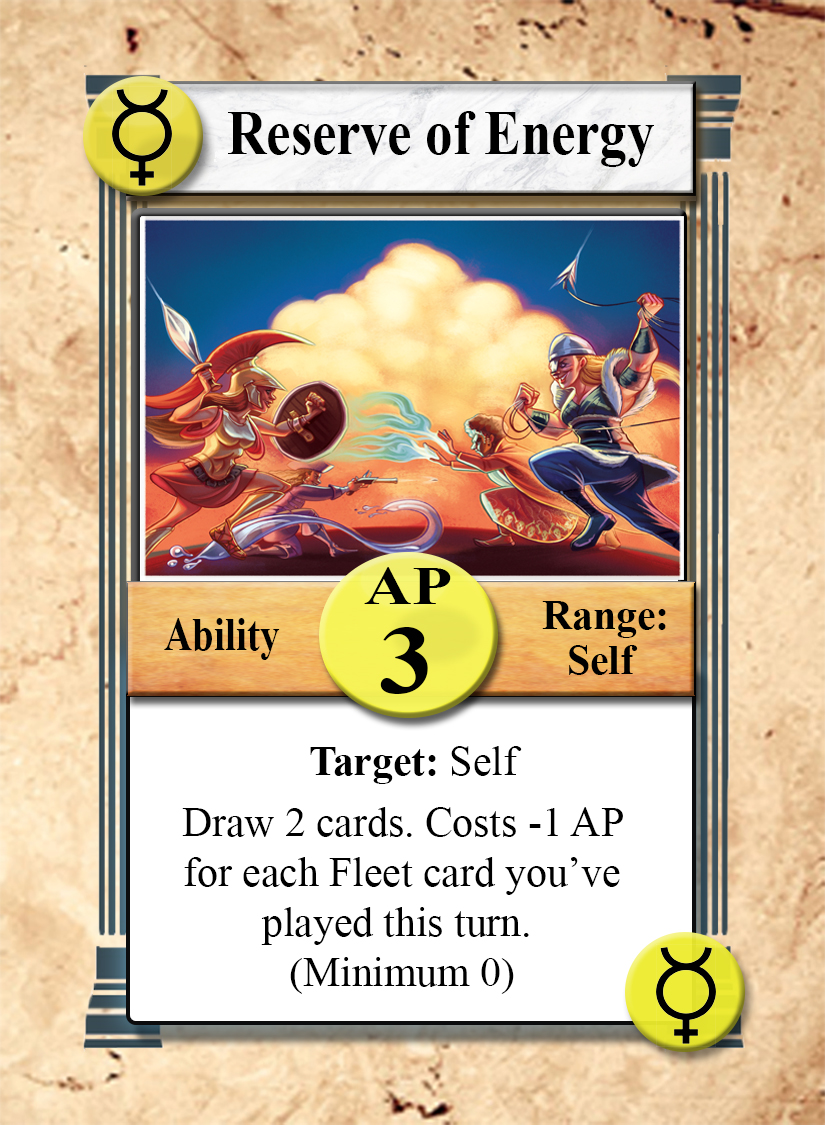 Reserve of Energy
AP
3
Ability
Range:
Self
Target: Self
Draw 2 cards. Costs -1 AP
for each Fleet card you’ve
played this turn.
(Minimum 0)